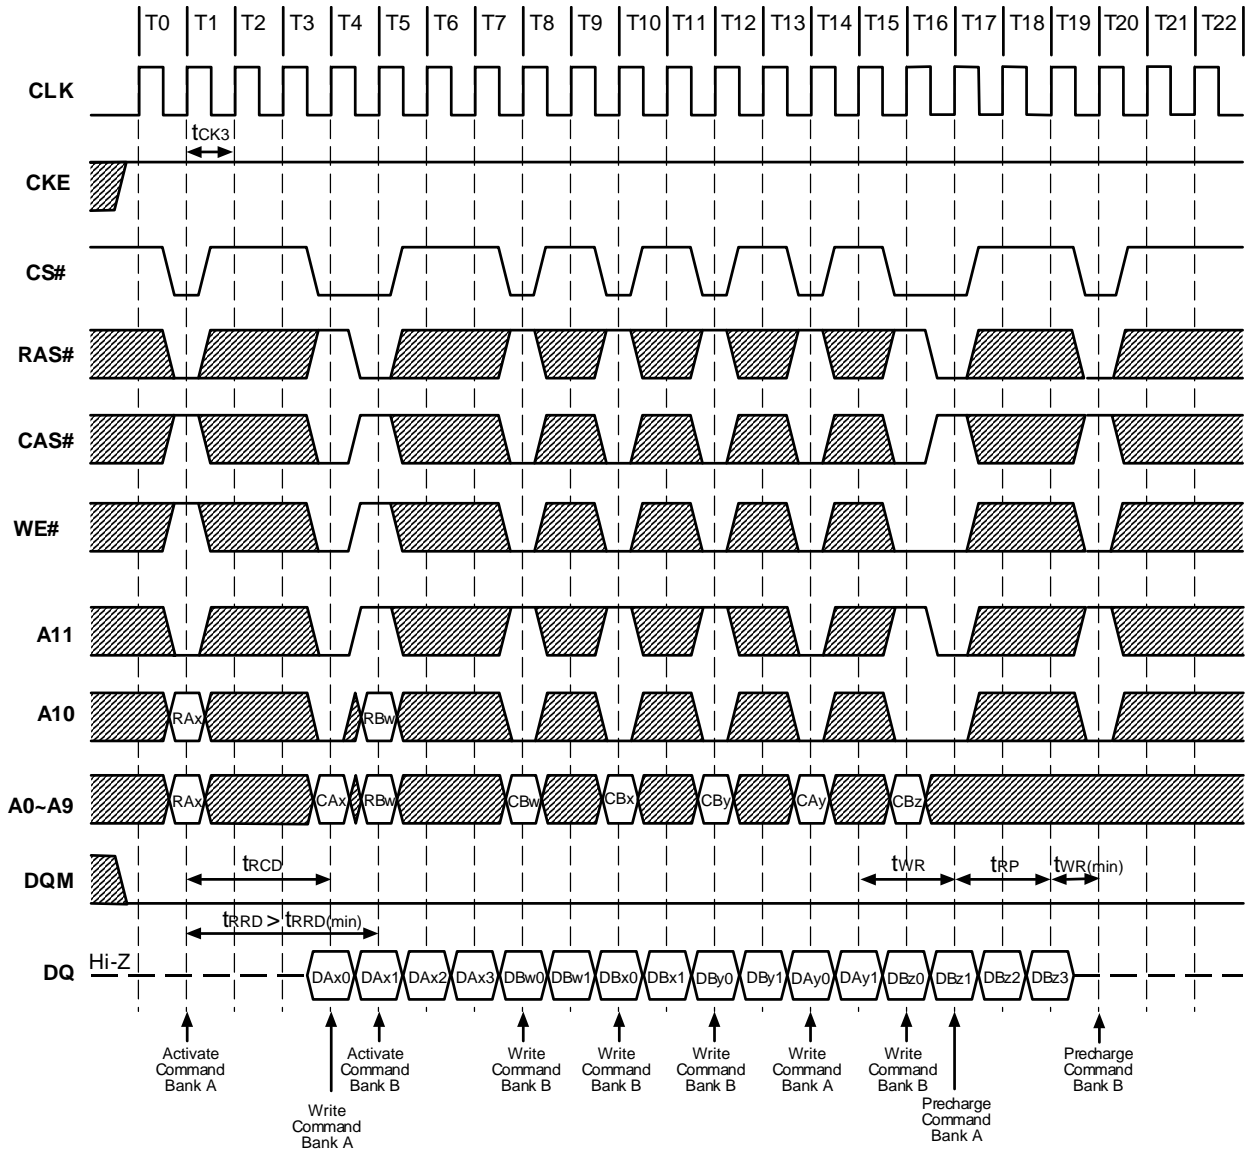 T0 T1 T2 T3 T4 T5 T6 T7 T8 T9 T10 T11 T12 T13 T14 T15 T16 T17 T18 T19 T20 T21 T22
CLK
tCK3
CKE
CS#
RAS#
CAS#
WE#
A11
A10 RAx RBw
A0~A9 RAx CAx RBw CBw CBx CBy CAy CBz
DQM tRCD tWR tRP tWR(min)
tRRD > tRRD(min)
DQ Hi-Z DAx0 DAx1 DAx2 DAx3 DBw0 DBw1 DBx0 DBx1 DBy0 DBy1 DAy0 DAy1 DBz0 DBz1 DBz2 DBz3
Activate
Command
Bank A
Write
Command
Bank A
Activate
Command
Bank B
Write
Command
Bank B
Write
Command
Bank B
Write
Command
Bank B
Write
Command
Bank A
Write
Command
Bank B
Precharge
Command
Bank A
Precharge
Command
Bank B